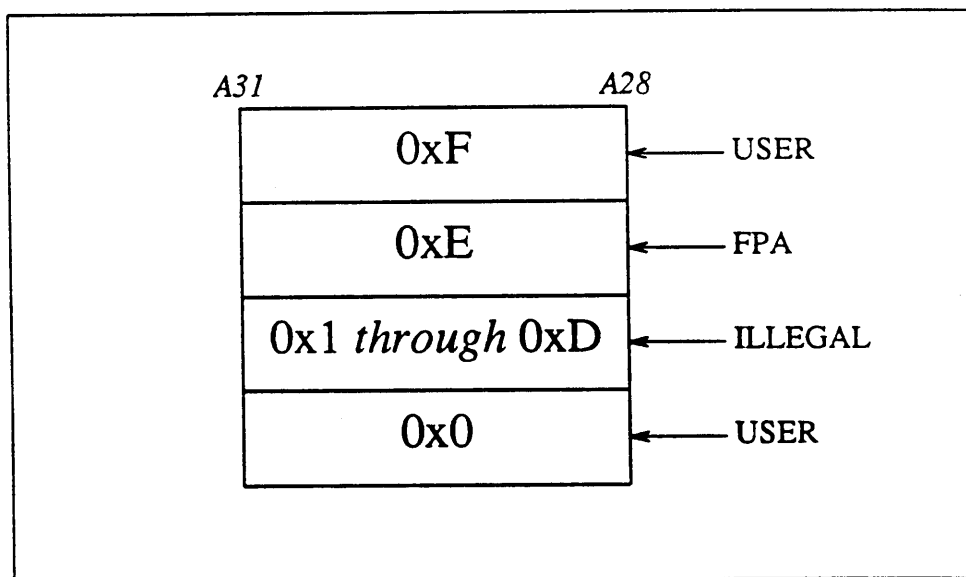 A31 A28
0xF USER
0xE FPA
0x1 through 0xD ILLEGAL
0x0 USER